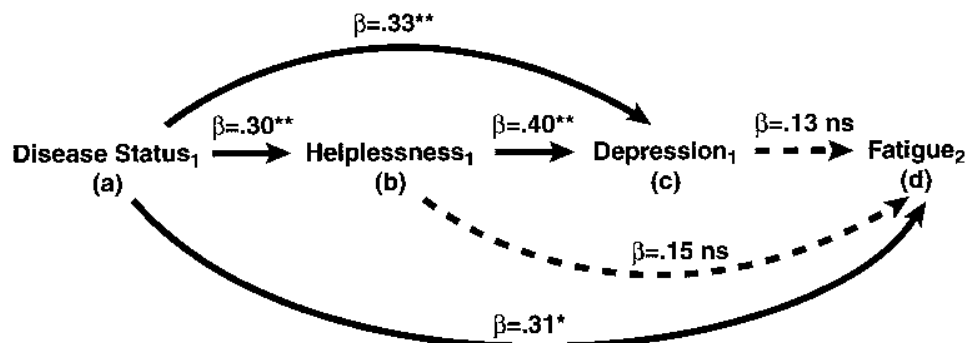 β=.33**
β=.30**
β=.40**
β=.13 ns
Disease Status₁
Helplessness₁
Depression₁
Fatigue₂
(a)
(b)
(c)
(d)
β=.15 ns
β=.31*